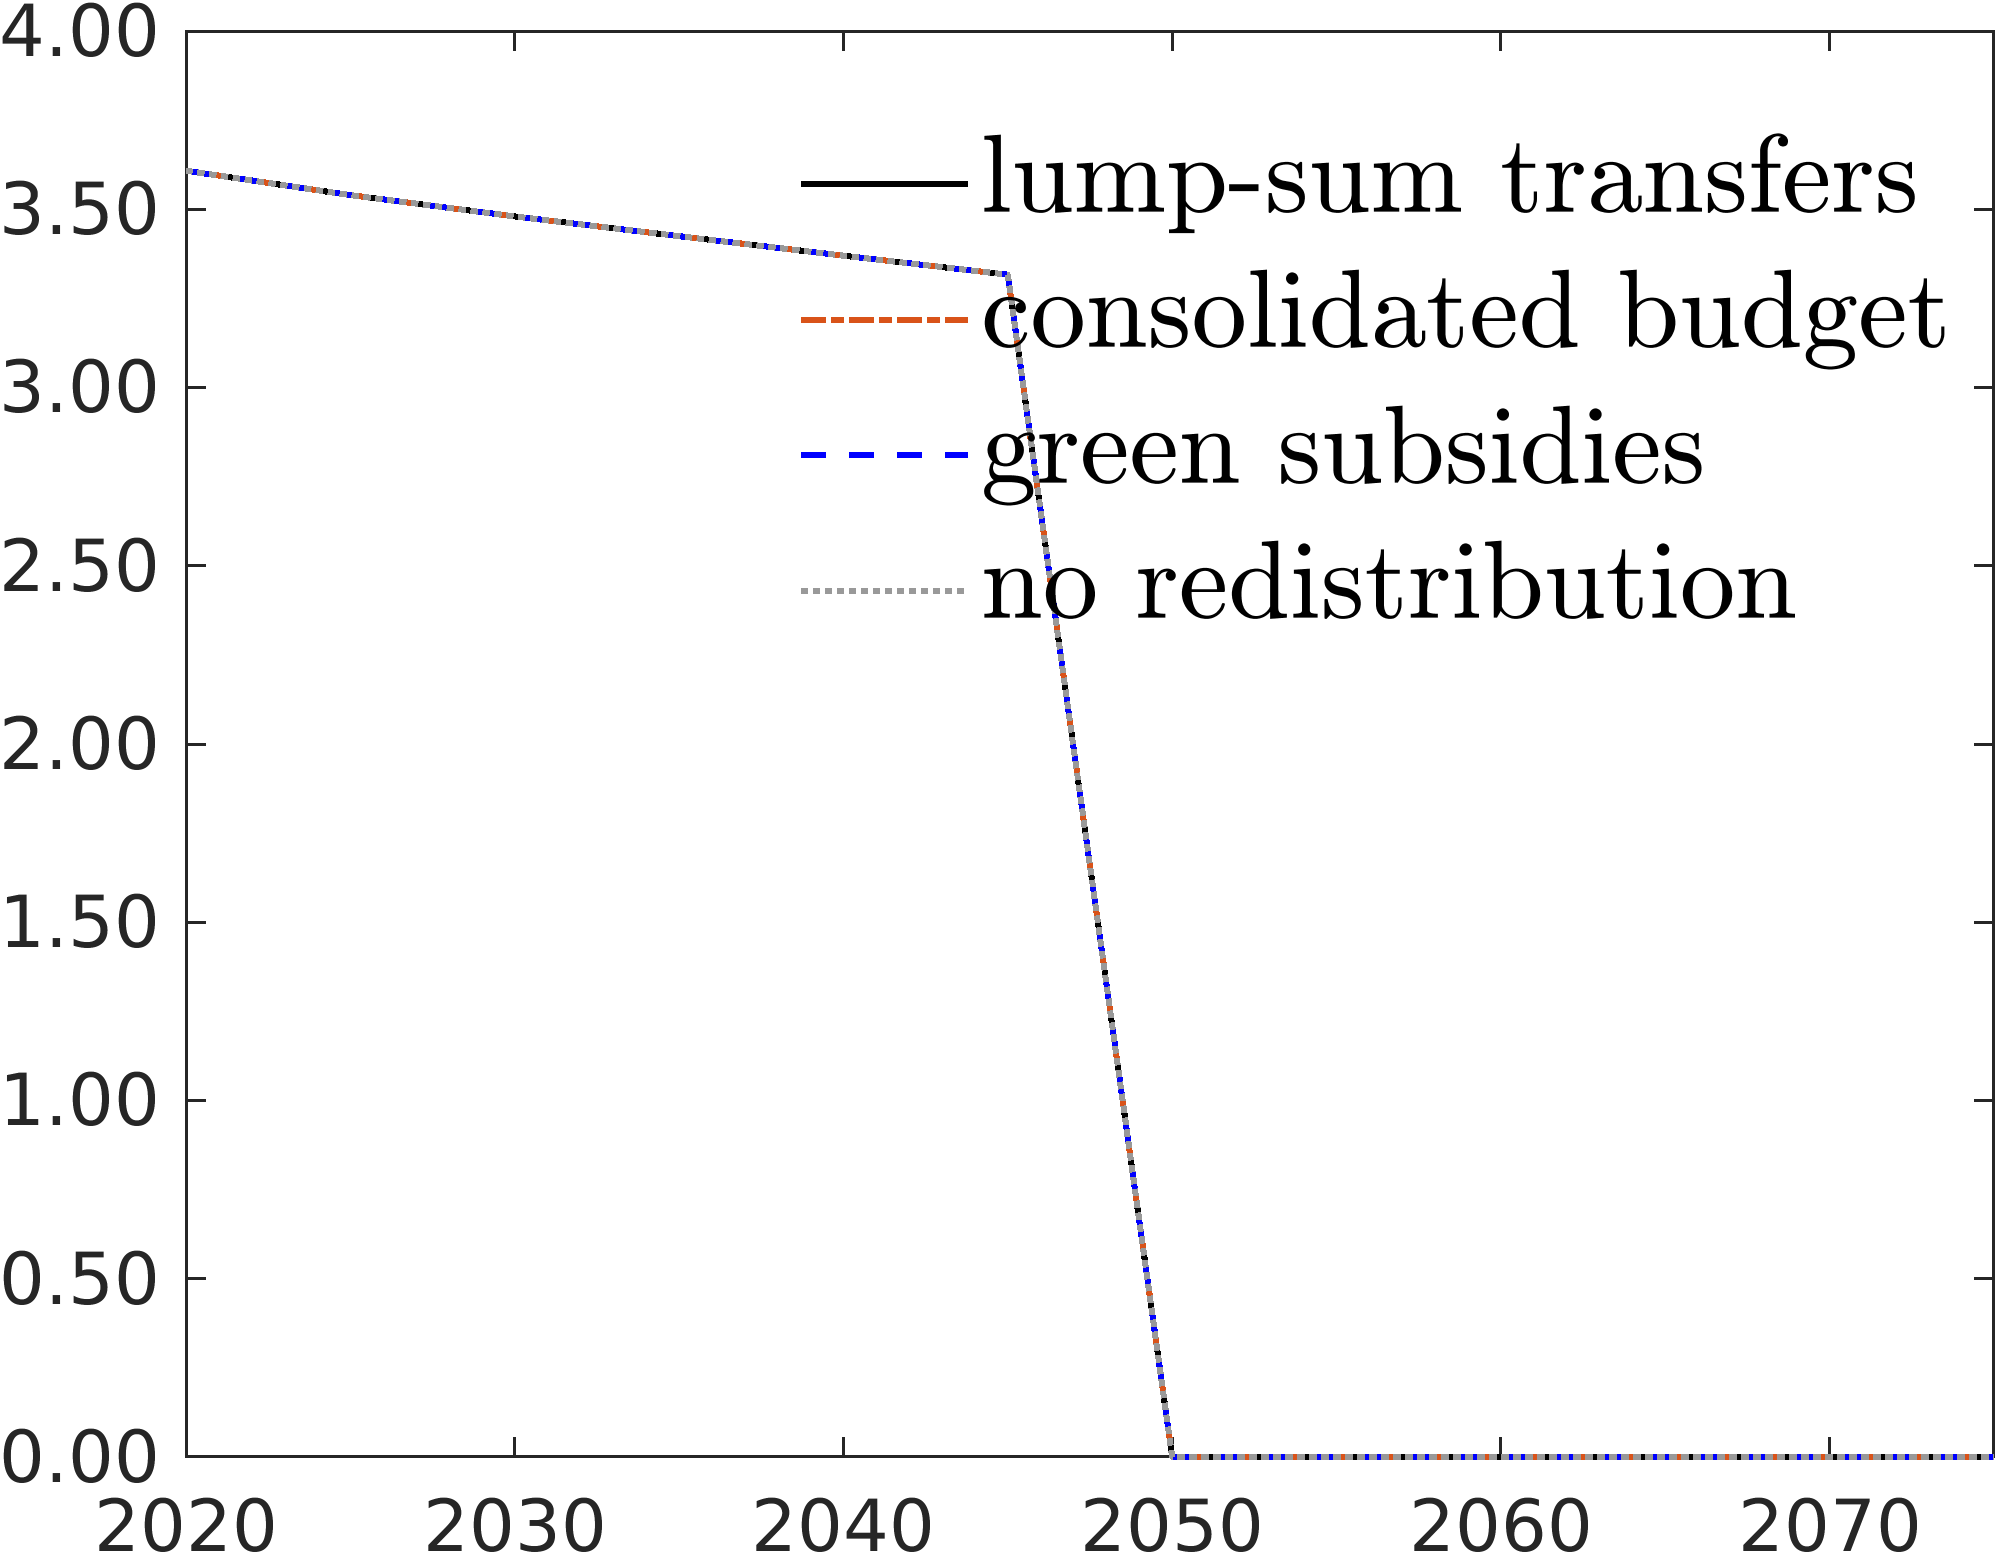 4.00
3.50
3.00
2.50
2.00
1.50
1.00
0.50
0.00
lump-sum transfers
consolidated budget
green subsidies
no redistribution
2020 2030 2040 2050 2060 2070